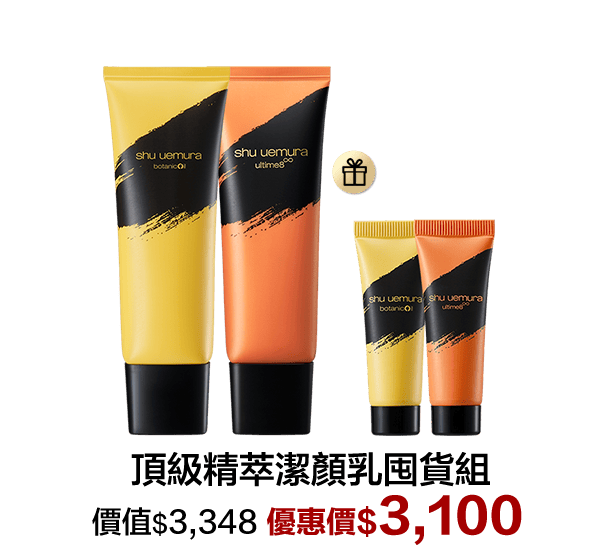 shu uemura
botanicoil
shu uemura
ultime8∞
shu uemura
botanicoil
shu uemura
ultime8∞
頂級精萃潔顏乳囤貨組
價值$3,348 優惠價$3,100